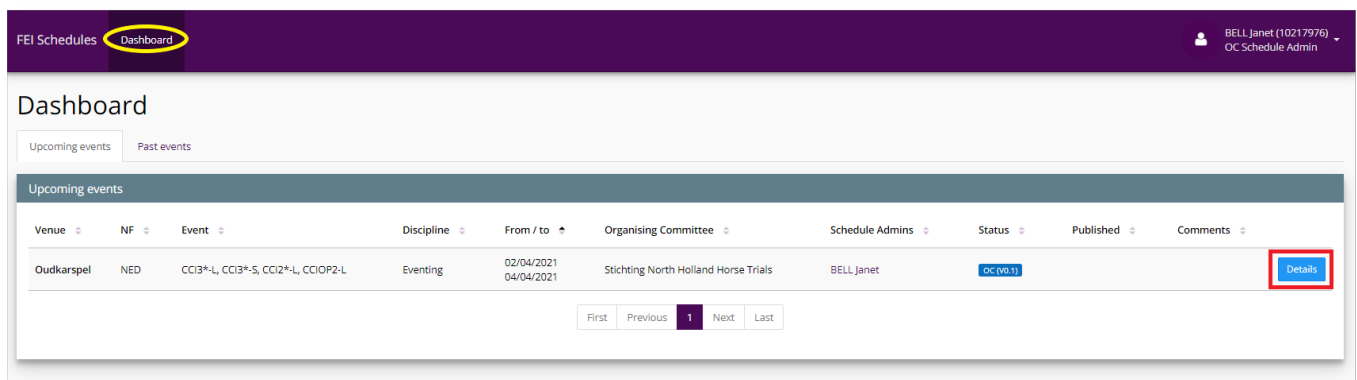 FEI Schedules Dashboard BELL Janet (10217976)
OC Schedule Admin
Dashboard
Upcoming events Past events
Upcoming events
Venue NF Event Discipline From / to Organising Committee Schedule Admins Status Published Comments
Oudkarspel NED CCI3*-L, CCI3*-S, CCI2*-L, CCIOP2-L Eventing 02/04/2021 Stichting North Holland Horse Trials BELL Janet OC (V0.1) Details
04/04/2021
First Previous 1 Next Last